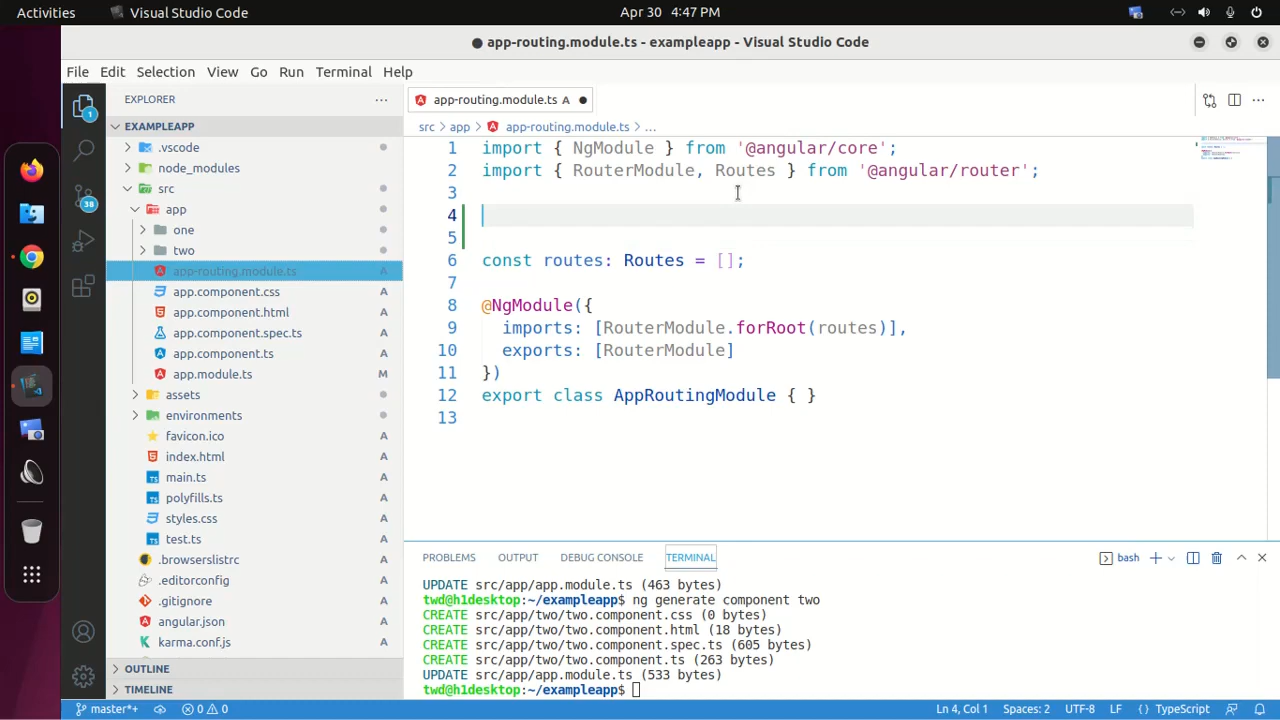 Activities
Visual Studio Code
Apr 30 4:47 PM
● app-routing.module.ts - exampleapp - Visual Studio Code
File Edit Selection View Go Run Terminal Help
EXPLORER
app-routing.module.ts A
src > app > app-routing.module.ts > ...
1
EXAMPLEAPP
.vscode
node_modules
src
app
one
two
app-routing.module.ts A
app.component.css A
app.component.html A
app.component.spec.ts A
app.component.ts A
app.module.ts M
assets
environments
favicon.ico A
index.html A
main.ts A
polyfills.ts A
styles.css A
test.ts A
.browserslistrc A
.editorconfig A
.gitignore A
angular.json A
karma.conf.js A
OUTLINE
TIMELINE
38
1 import { NgModule } from '@angular/core';
2 import { RouterModule, Routes } from '@angular/router';
3
4
5
6 const routes: Routes = [];
7
8 @NgModule({
9 imports: [RouterModule.forRoot(routes)],
10 exports: [RouterModule]
11 })
12 export class AppRoutingModule { }
13
PROBLEMS OUTPUT DEBUG CONSOLE TERMINAL
bash
UPDATE src/app/app.module.ts (463 bytes)
twd@h1desktop:~/exampleapp$ ng generate component two
CREATE src/app/two/two.component.css (0 bytes)
CREATE src/app/two/two.component.html (18 bytes)
CREATE src/app/two/two.component.spec.ts (605 bytes)
CREATE src/app/two/two.component.ts (263 bytes)
UPDATE src/app/app.module.ts (533 bytes)
twd@h1desktop:~/exampleapp$
master*+ 0 0 Ln 4, Col 1 Spaces: 2 UTF-8 LF { } TypeScript